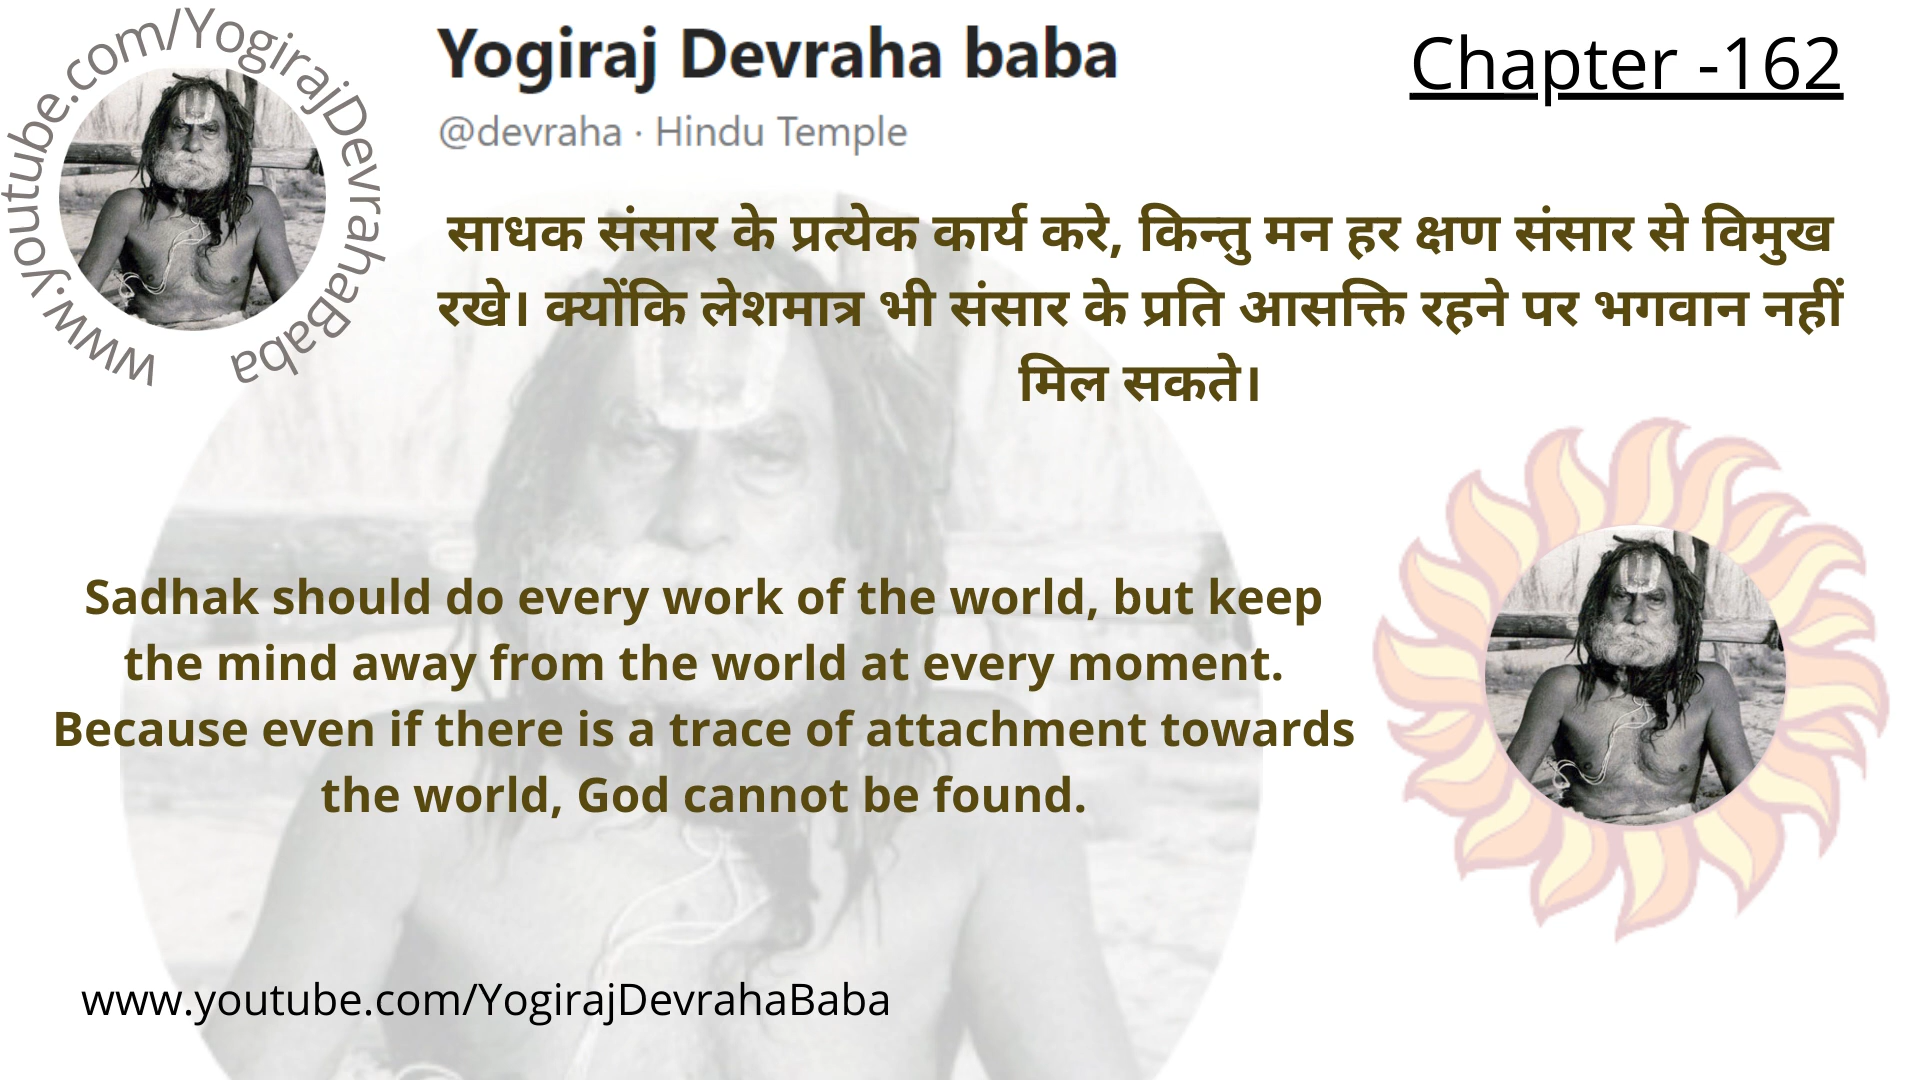 www.youtube.com/YogirajDevrahaBaba
Yogiraj Devraha baba
@devraha · Hindu Temple
Chapter -162
साधक संसार के प्रत्येक कार्य करे, किन्तु मन हर क्षण संसार से विमुख
रखे। क्योंकि लेशमात्र भी संसार के प्रति आसक्ति रहने पर भगवान नहीं
मिल सकते।
Sadhak should do every work of the world, but keep
the mind away from the world at every moment.
Because even if there is a trace of attachment towards
the world, God cannot be found.
www.youtube.com/YogirajDevrahaBaba